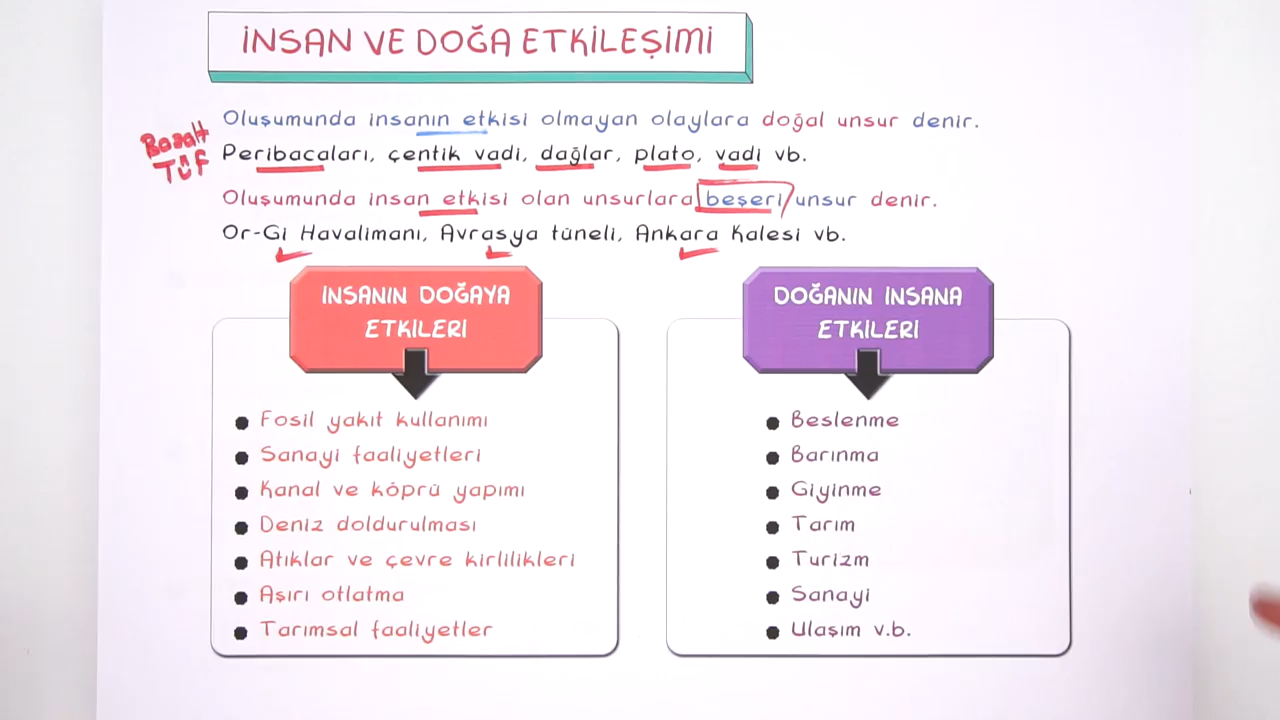 İNSAN VE DOĞA ETKİLEŞİMİ
Oluşumunda insanın etkisi olmayan olaylara doğal unsur denir.
Basalt
Tüf
Peribacaları, çentik vadi, dağlar, plato, vadi vb.
Oluşumunda insan etkisi olan unsurlara beşeri unsur denir.
Or-Gi Havalimanı, Avrasya tüneli, Ankara Kalesi vb.
İNSANIN DOĞAYA
ETKİLERİ
Fosil yakıt kullanımı
Sanayi faaliyetleri
Kanal ve köprü yapımı
Deniz doldurulması
Atıklar ve çevre kirlilikleri
Aşırı otlatma
Tarımsal faaliyetler
DOĞANIN İNSANA
ETKİLERİ
Beslenme
Barınma
Giyinme
Tarım
Turizm
Sanayi
Ulaşım v.b.